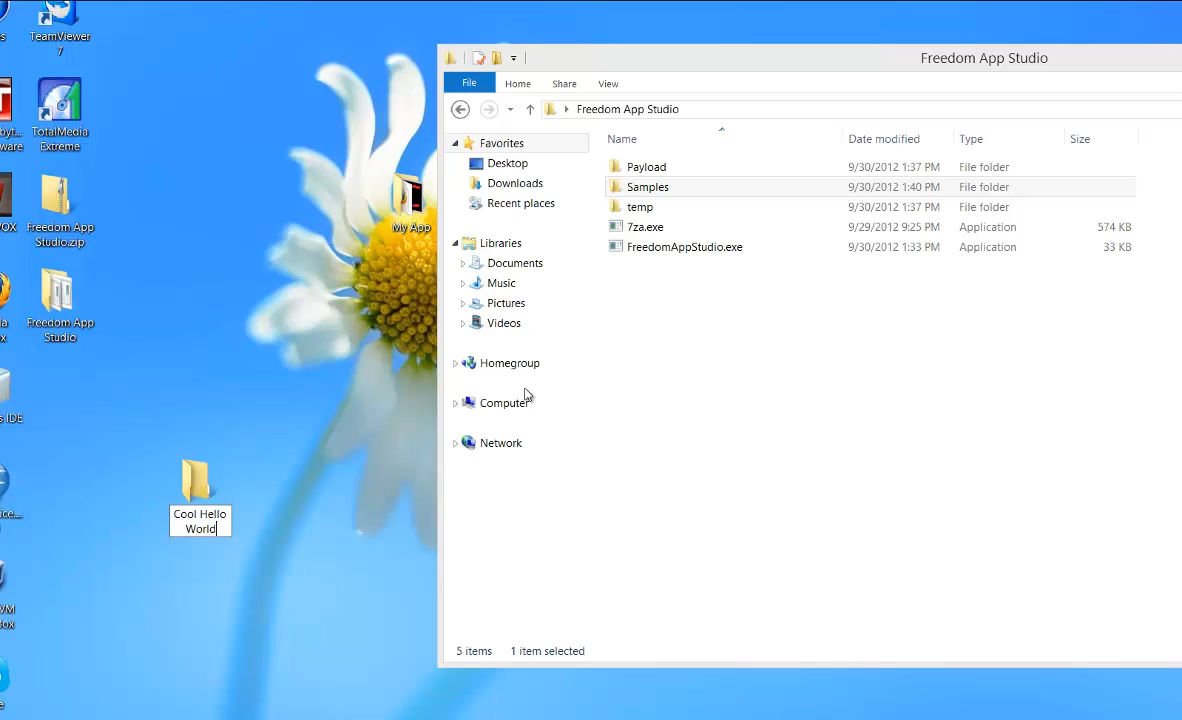 TeamViewer
7
TotalMedia
Extreme
Freedom App
Studio.zip
Freedom App
Studio
My App
Cool Hello
World
Freedom App Studio
File
Home
Share
View
Freedom App Studio
Favorites
Desktop
Downloads
Recent places
Libraries
Documents
Music
Pictures
Videos
Homegroup
Computer
Network
Name
Date modified
Type
Size
Payload
9/30/2012 1:37 PM
File folder
Samples
9/30/2012 1:40 PM
File folder
temp
9/30/2012 1:37 PM
File folder
7za.exe
9/29/2012 9:25 PM
Application
574 KB
FreedomAppStudio.exe
9/30/2012 1:33 PM
Application
33 KB
5 items
1 item selected